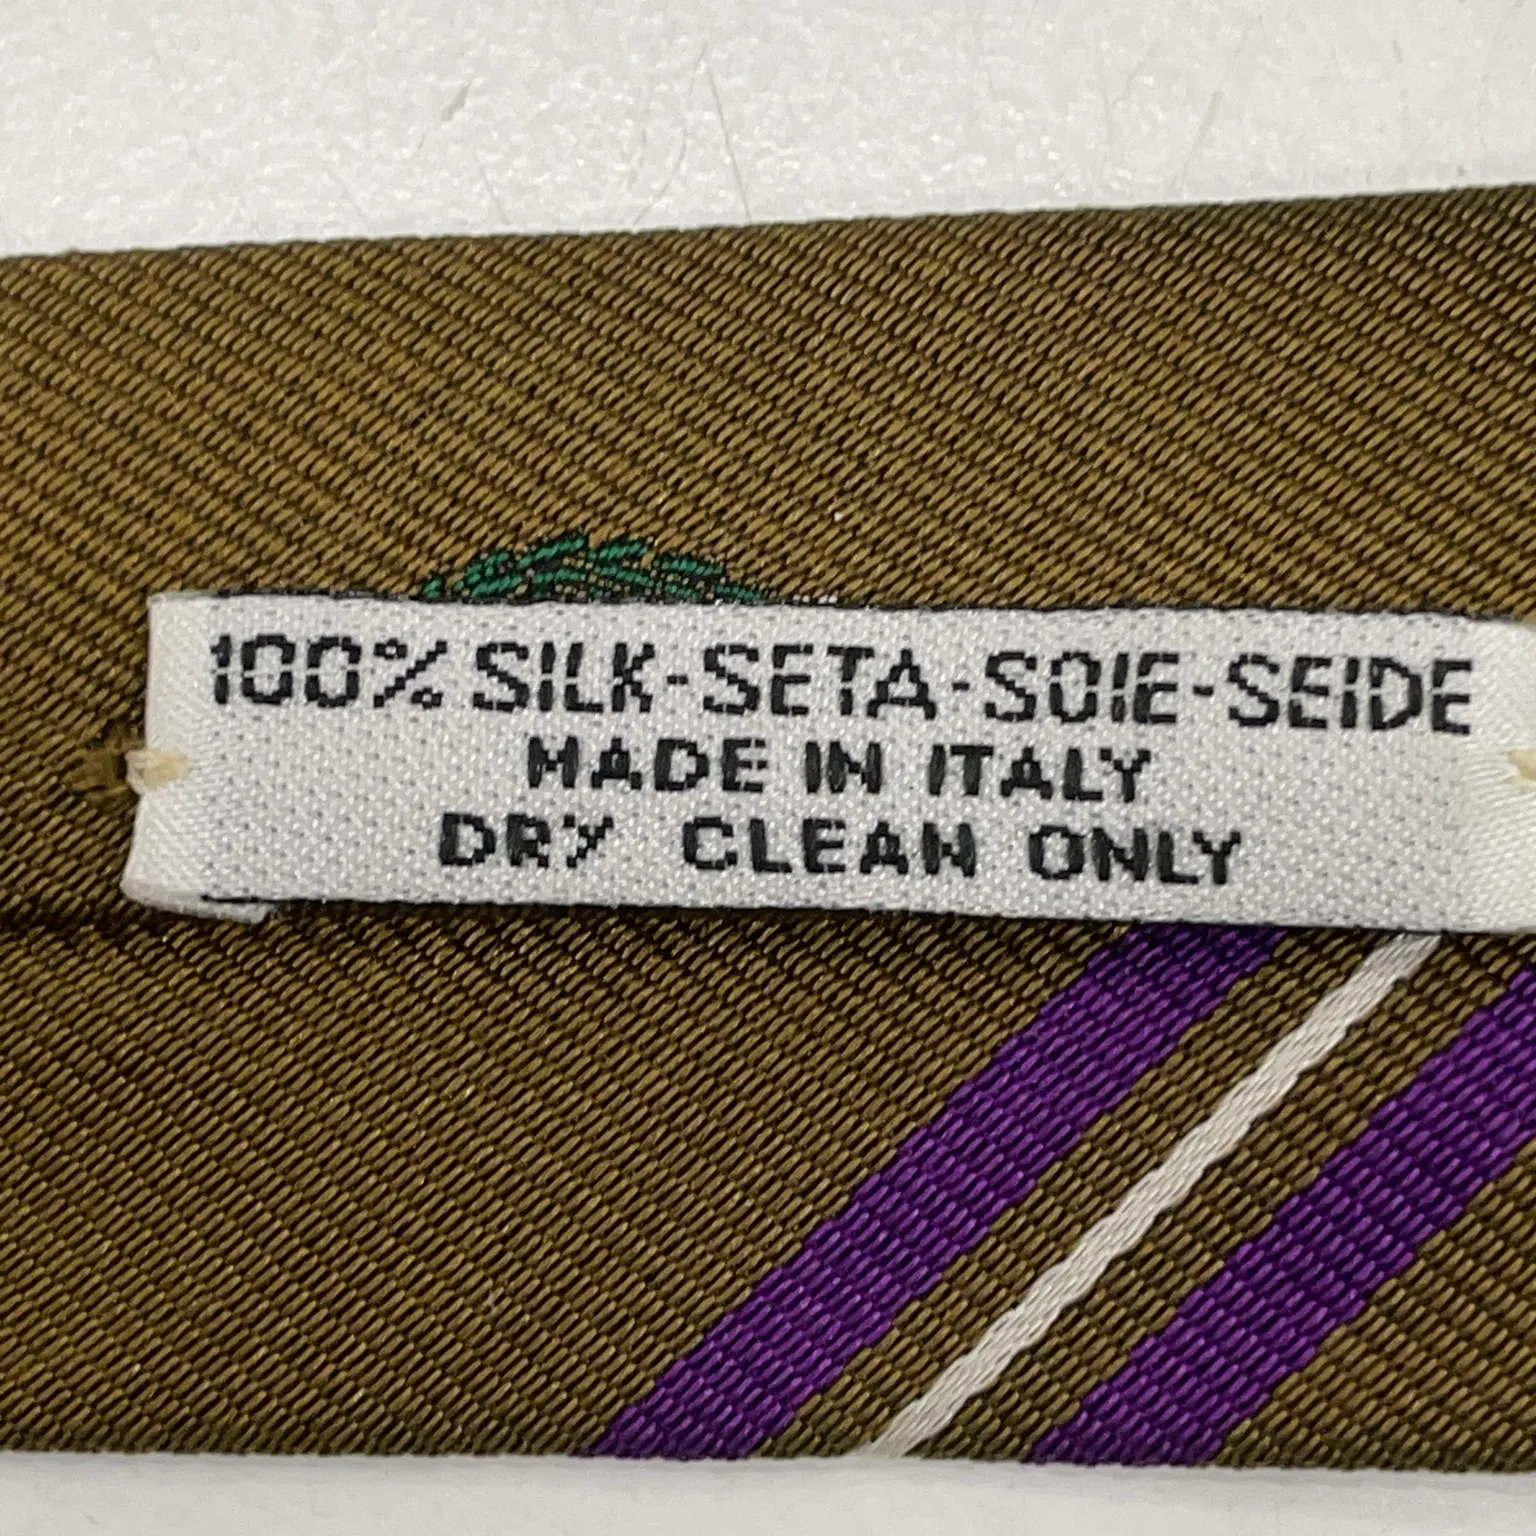 100% SILK-SETA-SOIE-SEIDE
MADE IN ITALY
DRY CLEAN ONLY